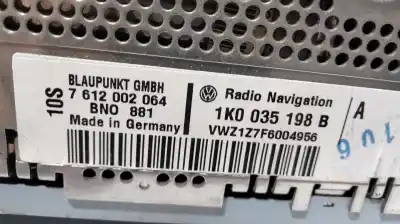 10S
BLAUPUNKT GMBH
7 612 002 064
BNO 881
Made in Germany
Radio Navigation
1K0 035 198 B
VWZ1Z7F6004956
A